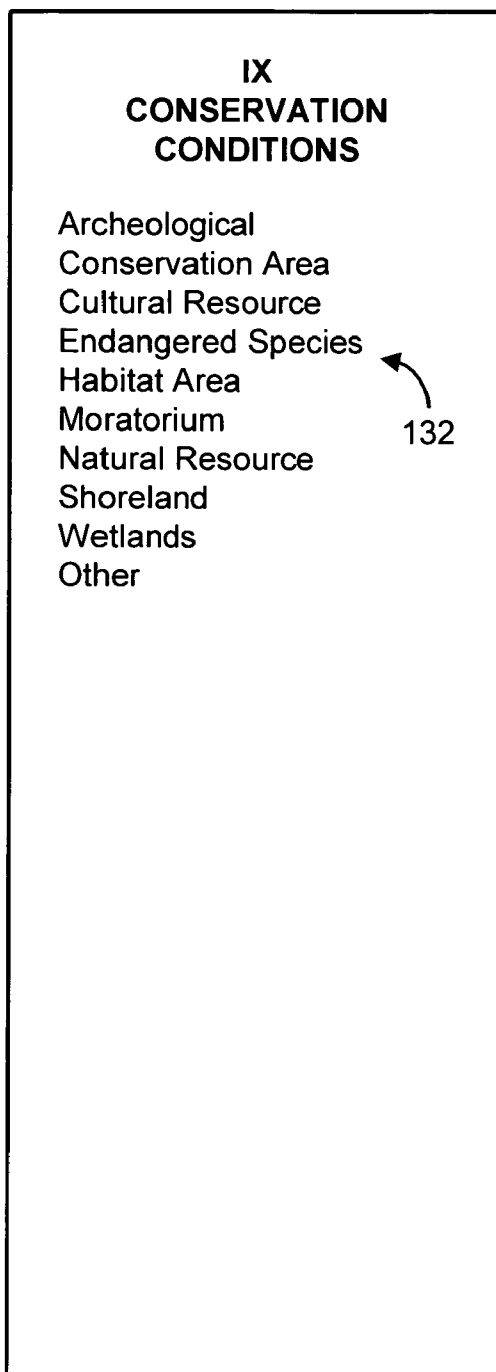 IX
CONSERVATION
CONDITIONS
Archeological
Conservation Area
Cultural Resource
Endangered Species
Habitat Area
Moratorium
132
Natural Resource
Shoreland
Wetlands
Other